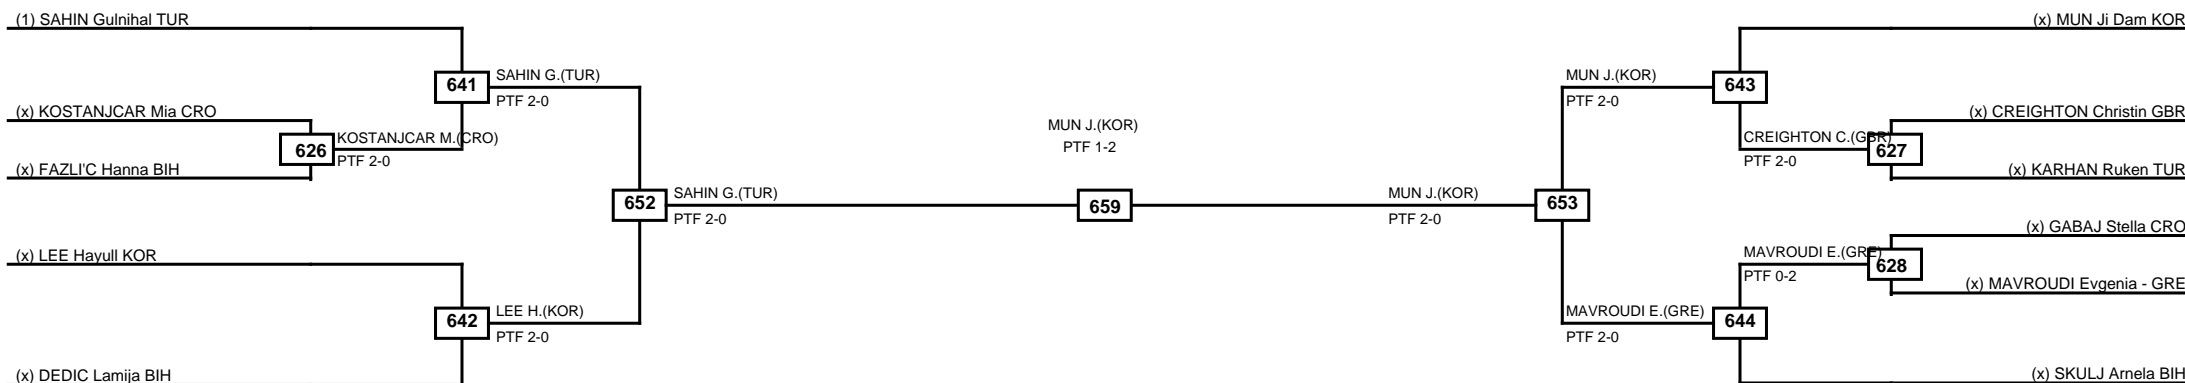 (1) SAHIN Gulnihal TUR
(x) MUN Ji Dam KOR
641
SAHIN G.(TUR)
PTF 2-0
MUN J.(KOR)
PTF 2-0
643
(x) KOSTANJCAR Mia CRO
626
KOSTANJCAR M.(CRO)
PTF 2-0
(x) FAZLI'C Hanna BIH
MUN J.(KOR)
PTF 1-2
(x) CREIGHTON Christin GBR
CREIGHTON C.(GBR)
PTF 2-0
627
(x) KARHAN Ruken TUR
652
SAHIN G.(TUR)
PTF 2-0
659
MUN J.(KOR)
PTF 2-0
653
(x) GABAJ Stella CRO
MAVROUDI E.(GRE)
PTF 0-2
628
(x) MAVROUDI Evgenia - GRE
(x) LEE Hayull KOR
642
LEE H.(KOR)
PTF 2-0
MAVROUDI E.(GRE)
PTF 2-0
644
(x) DEDIC Lamija BIH
(x) SKULJ Arnela BIH